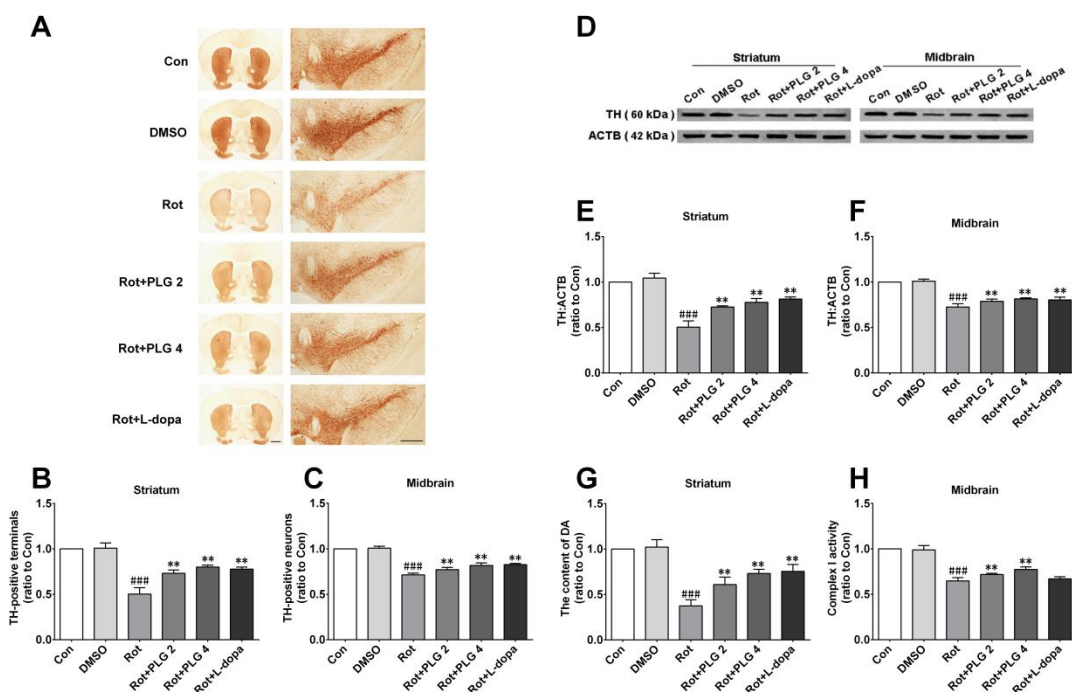 A
Con
DMSO
Rot
Rot+PLG 2
Rot+PLG 4
Rot+L-dopa
D
Striatum
Midbrain
Con DMSO Rot Rot+PLG 2 Rot+PLG 4 Rot+L-dopa
Con DMSO Rot Rot+PLG 2 Rot+PLG 4 Rot+L-dopa
TH ( 60 kDa )
ACTB ( 42 kDa )
E
Striatum
TH:ACTB
(ratio to Con)
1.5
1.0
0.5
0.0
###
**
**
**
Con DMSO Rot Rot+PLG 2 Rot+PLG 4 Rot+L-dopa
F
Midbrain
TH:ACTB
(ratio to Con)
1.5
1.0
0.5
0.0
###
**
**
**
Con DMSO Rot Rot+PLG 2 Rot+PLG 4 Rot+L-dopa
B
Striatum
TH-positive terminals
(ratio to Con)
1.5
1.0
0.5
0.0
###
**
**
**
Con DMSO Rot Rot+PLG 2 Rot+PLG 4 Rot+L-dopa
C
Midbrain
TH-positive neurons
(ratio to Con)
1.5
1.0
0.5
0.0
###
**
**
**
Con DMSO Rot Rot+PLG 2 Rot+PLG 4 Rot+L-dopa
G
Striatum
The content of DA
(ratio to Con)
1.5
1.0
0.5
0.0
###
**
**
**
Con DMSO Rot Rot+PLG 2 Rot+PLG 4 Rot+L-dopa
H
Midbrain
Complex I activity
(ratio to Con)
1.5
1.0
0.5
0.0
###
**
**
Con DMSO Rot Rot+PLG 2 Rot+PLG 4 Rot+L-dopa